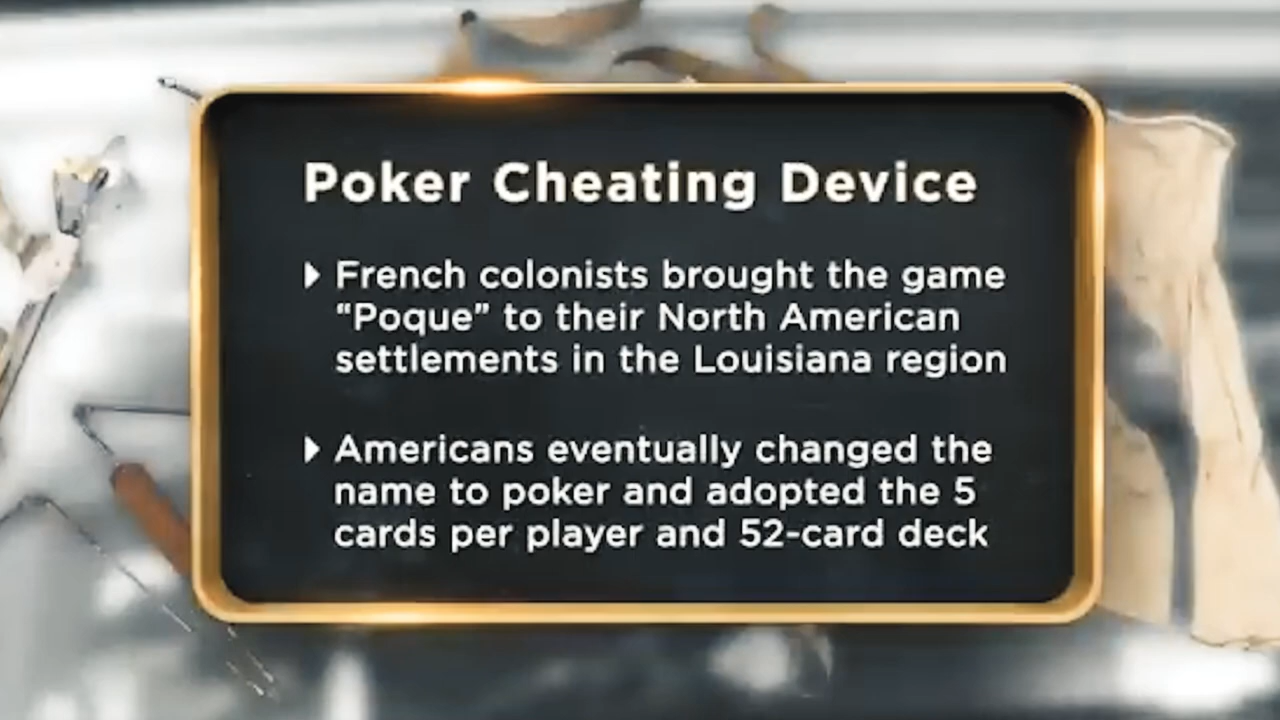 Poker Cheating Device
French colonists brought the game
“Poque” to their North American
settlements in the Louisiana region
Americans eventually changed the
name to poker and adopted the 5
cards per player and 52-card deck